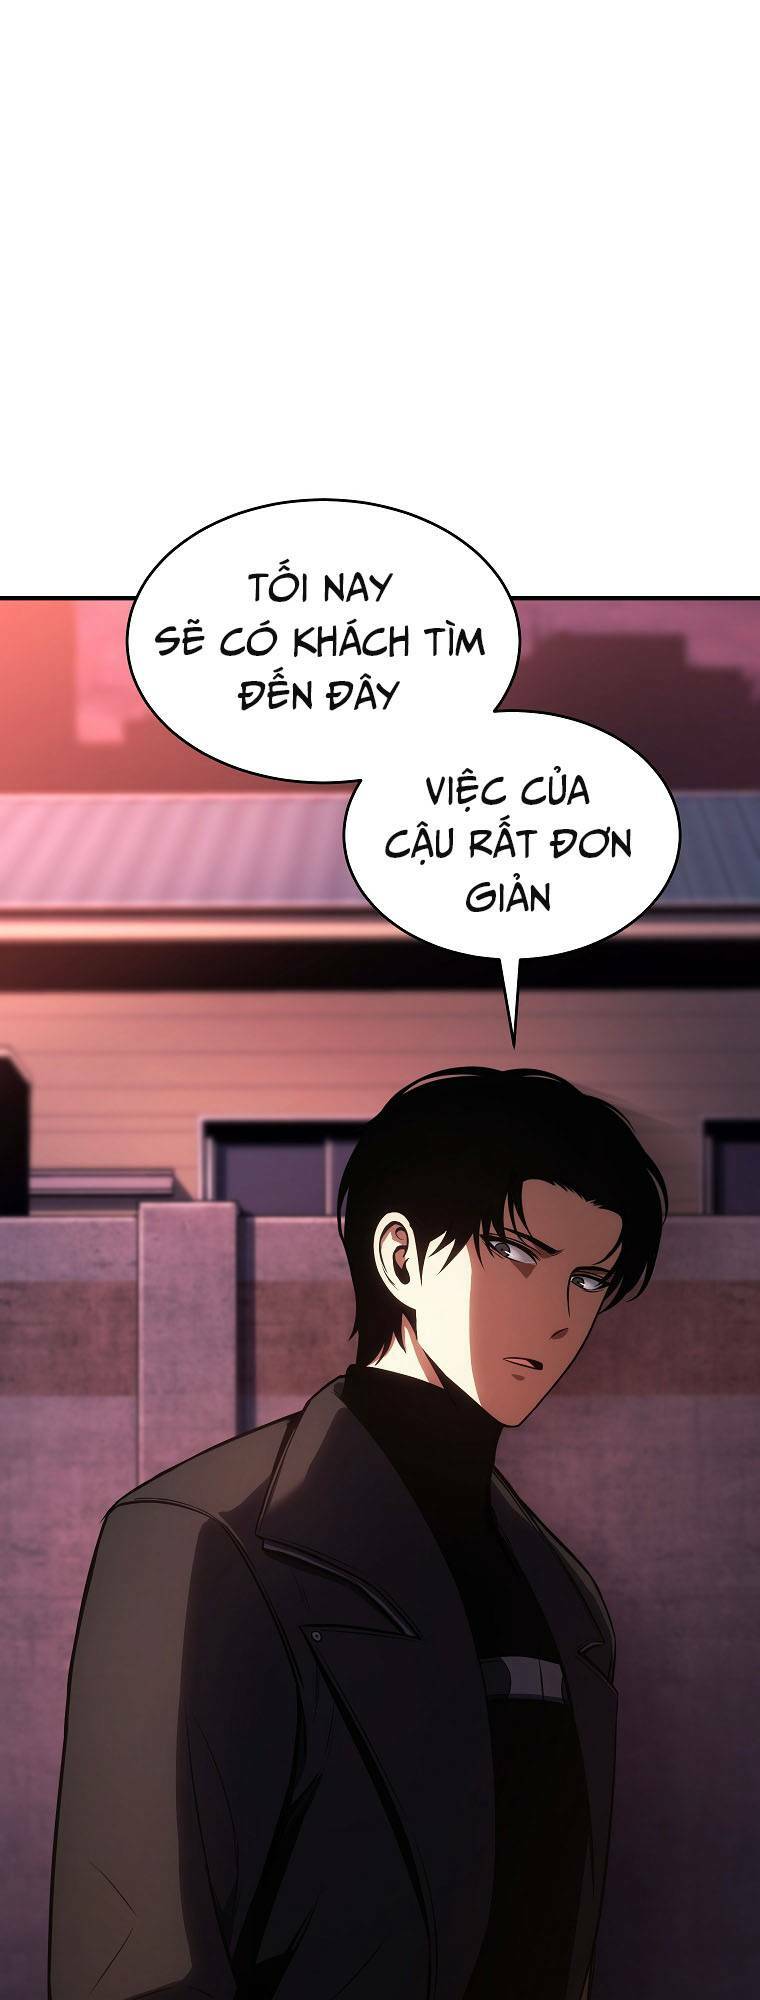 TỐI NAY
SẼ CÓ KHÁCH TÌM
ĐẾN ĐÂY
VIỆC CỦA
CẬU RẤT ĐƠN
GIẢN